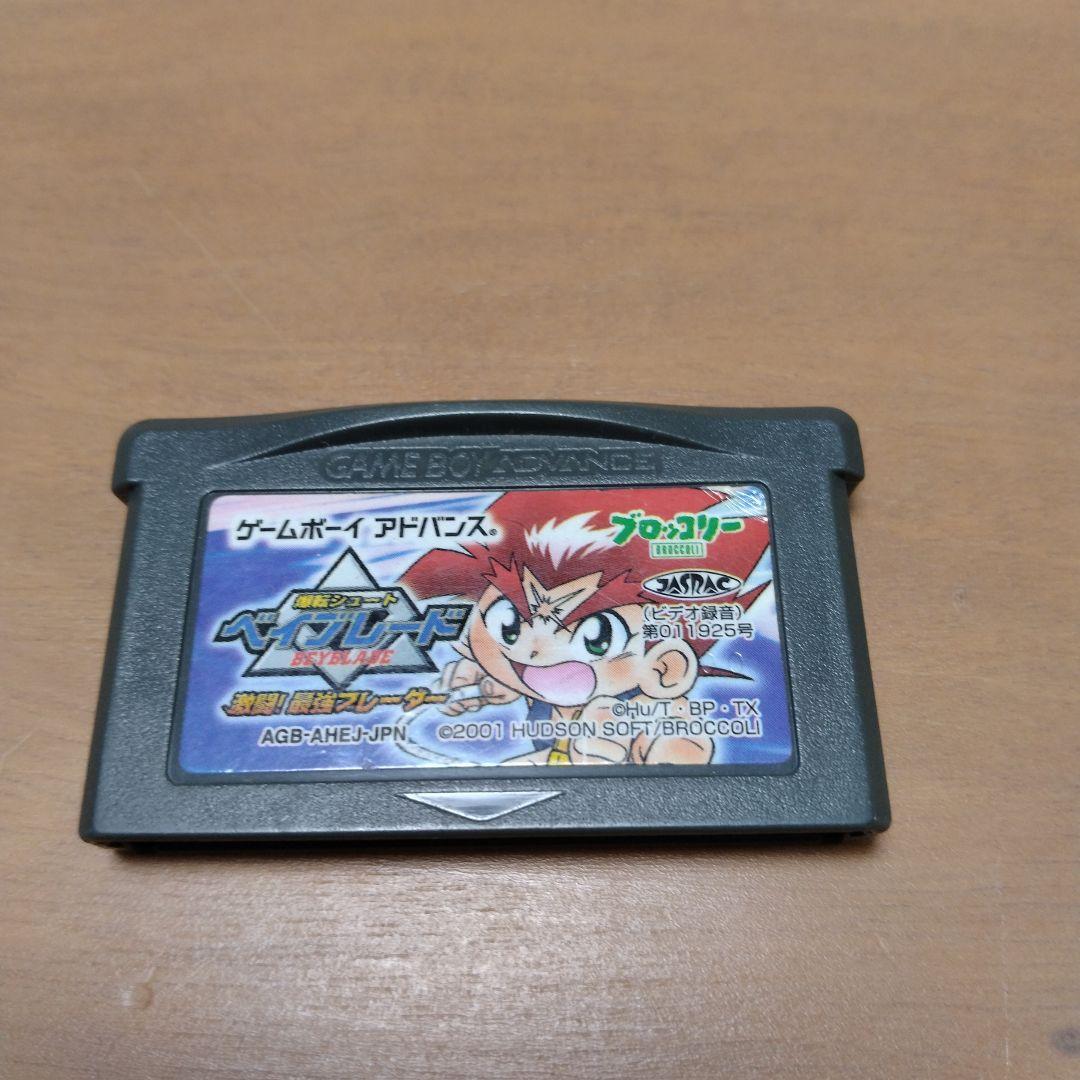 GAME BOY ADVANCE
ゲームボーイ アドバンス®
ブロッコリー
BROCCOLI
JASRAC
(ビデオ録音)
第011925号
爆転シュート
ベイブレード
BEYBLADE
激闘! 最強ブレーダー
©Hu/T・BP・TX
AGB-AHEJ-JPN
©2001 HUDSON SOFT/BROCCOLI